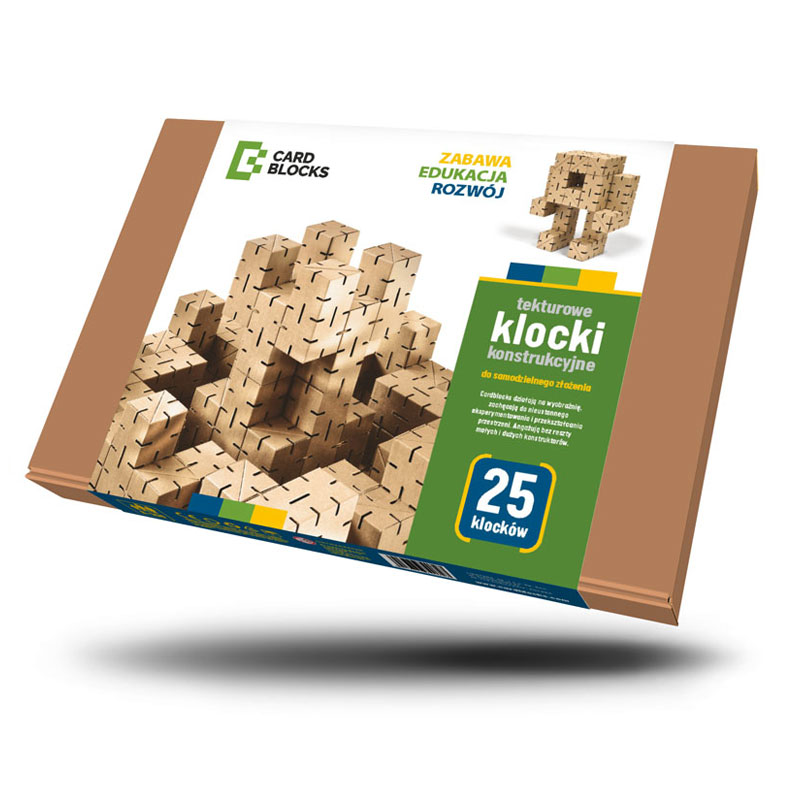 CARD
BLOCKS
ZABAWA
EDUKACJA
ROZWÓJ
tekturowe
klocki
konstrukcyjne
do samodzielnego złożenia
Cardblocks działają na wyobraźnię,
zachęcają do nieustannego
eksperymentowania i przekształcania
przestrzeni. Angażują bez reszty
małych i dużych konstruktorów.
25
klocków